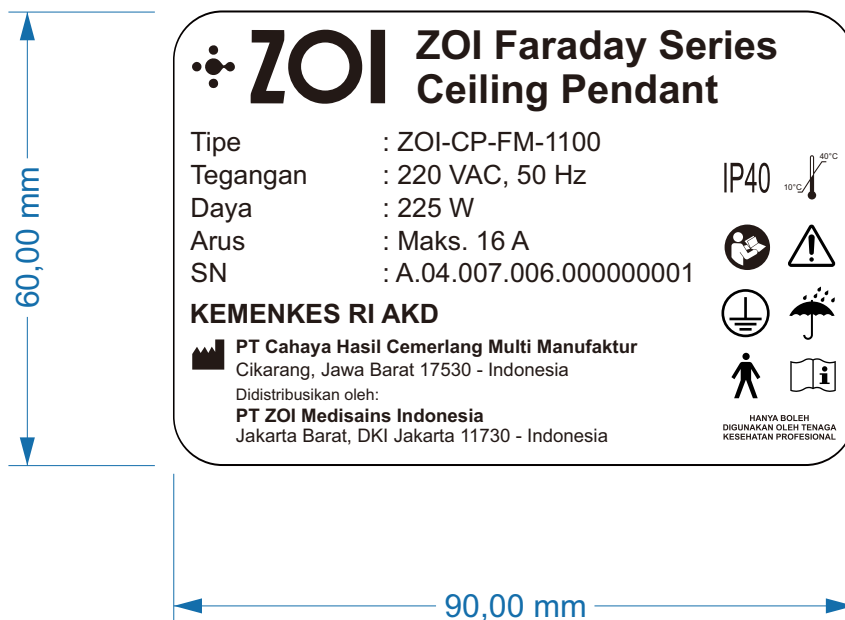 ZOI
ZOI Faraday Series
Ceiling Pendant
Tipe : ZOI-CP-FM-1100
Tegangan : 220 VAC, 50 Hz
Daya : 225 W
Arus : Maks. 16 A
SN : A.04.007.006.000000001
KEMENKES RI AKD
PT Cahaya Hasil Cemerlang Multi Manufaktur
Cikarang, Jawa Barat 17530 - Indonesia
Didistribusikan oleh:
PT ZOI Medisains Indonesia
Jakarta Barat, DKI Jakarta 11730 - Indonesia
IP40
40°C
10°C
i
HANYA BOLEH
DIGUNAKAN OLEH TENAGA
KESEHATAN PROFESIONAL
60,00 mm
90,00 mm